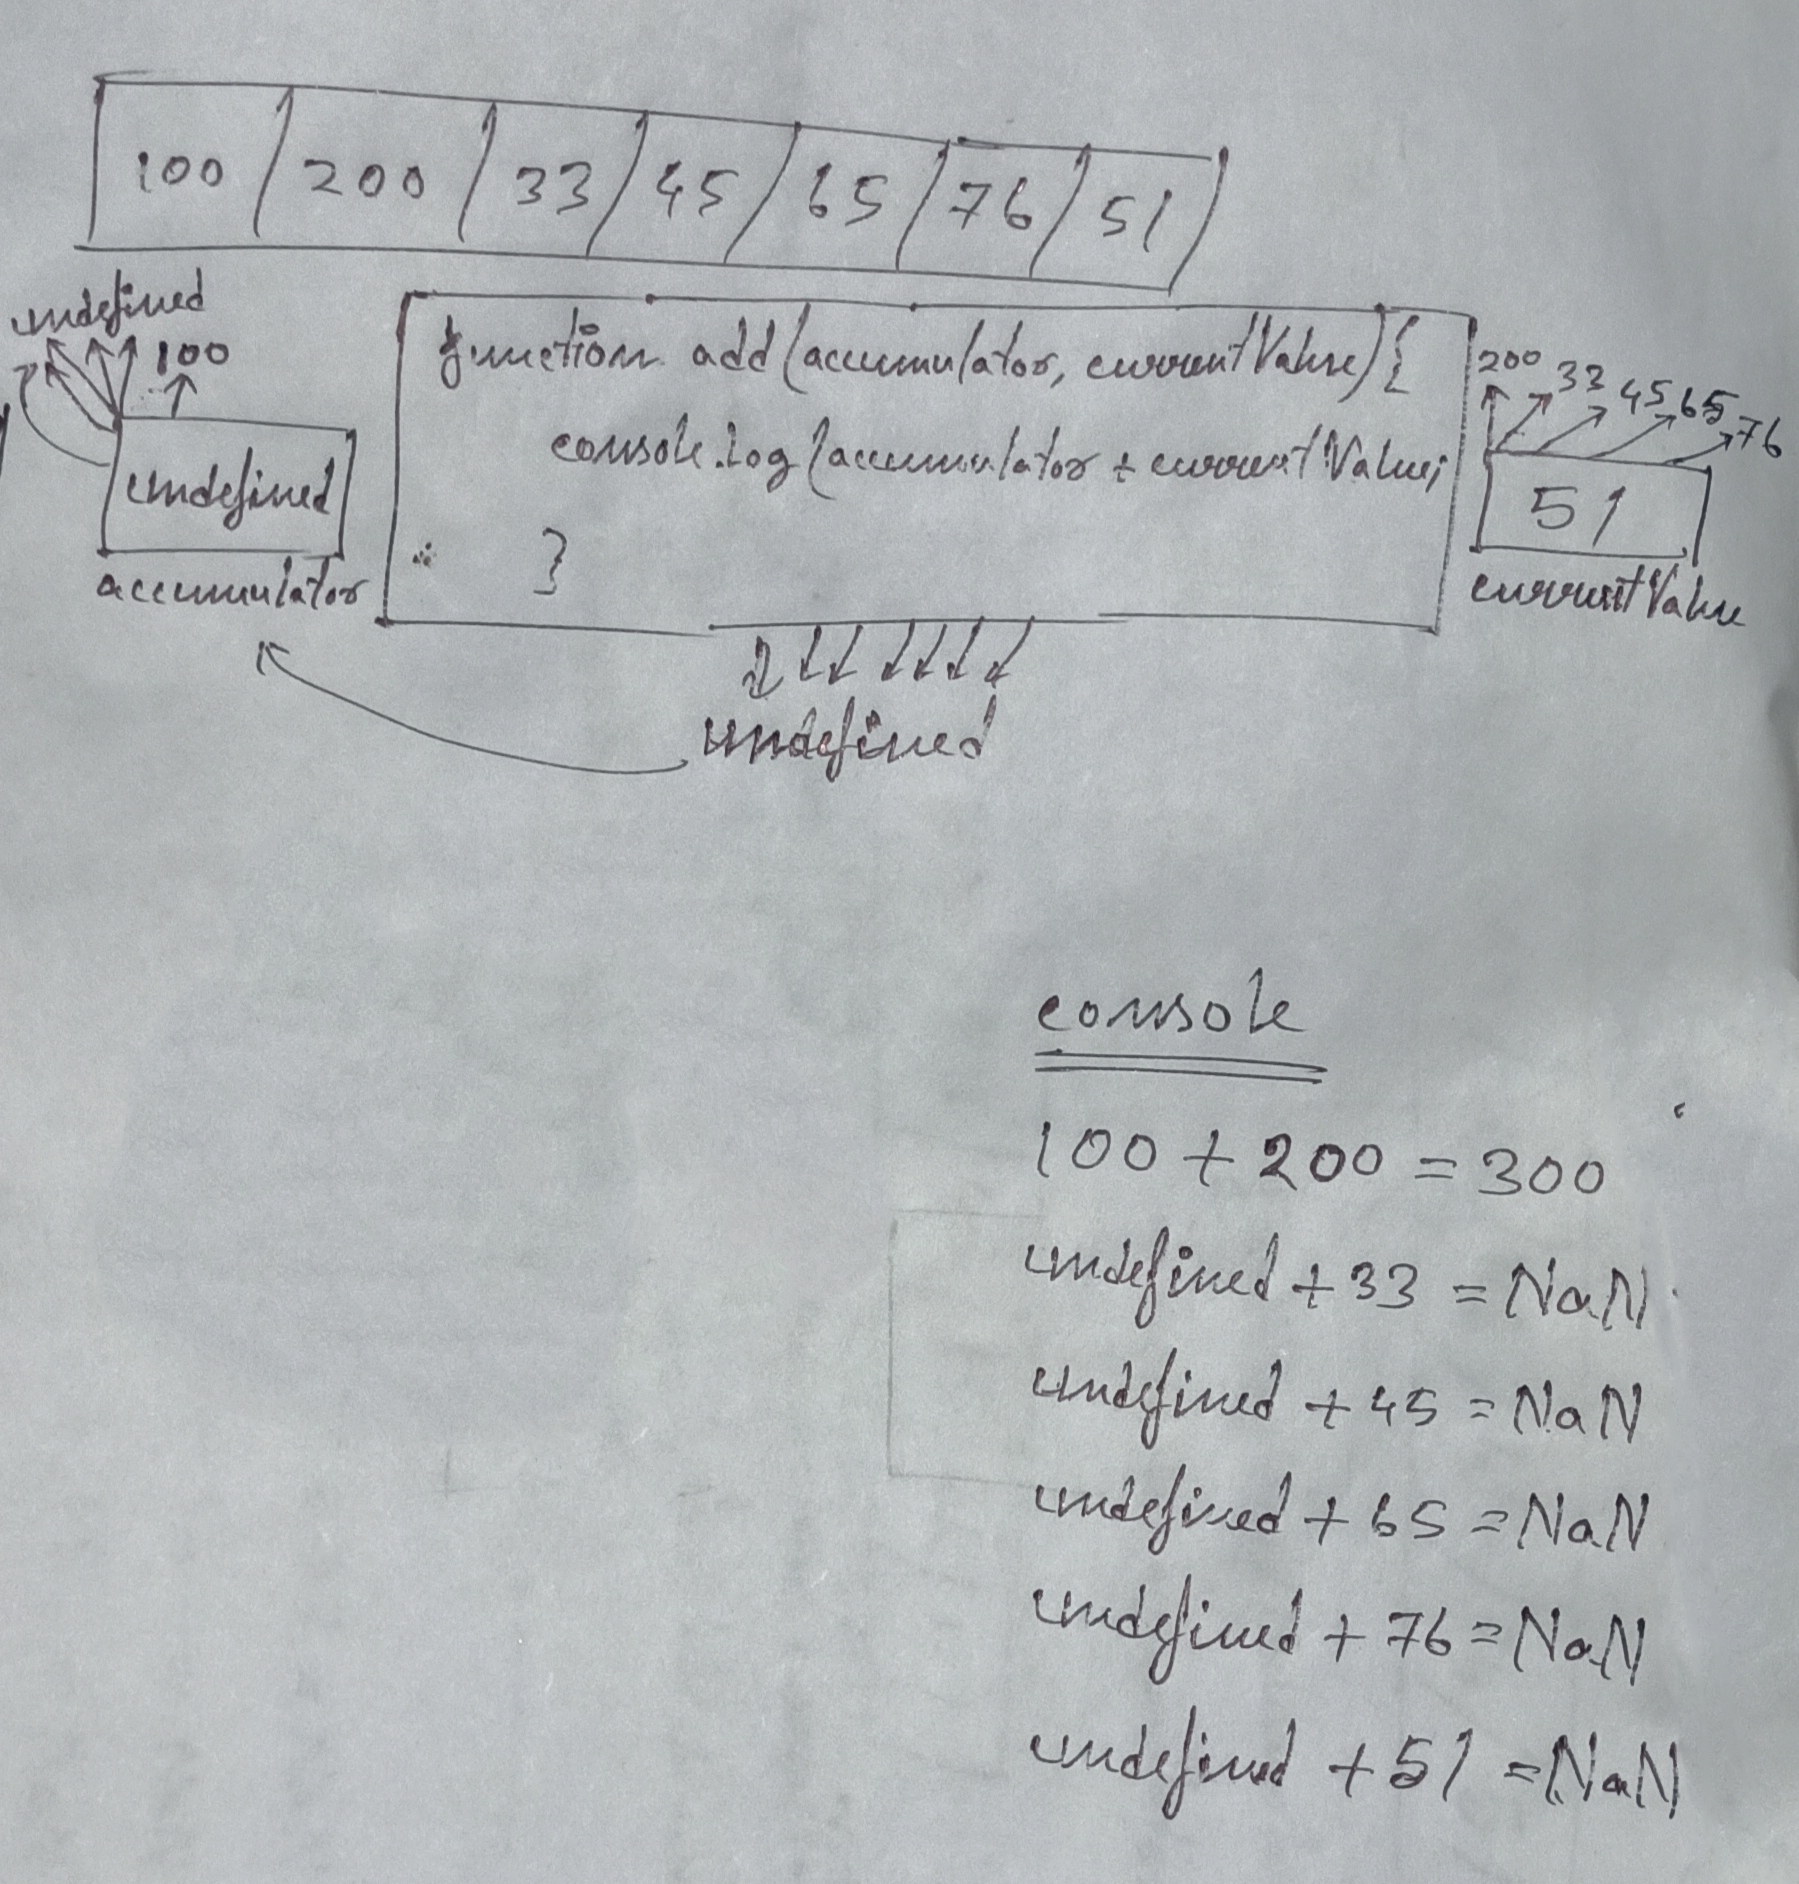 100 200 33 45 65 76 51
undefined
100
undefined
accumulator
function add(accumulator, currentValue){
console.log(accumulator + currentValue;
}
200 33 45 65 76
51
currentValue
undefined
console
100 + 200 = 300
undefined + 33 = NaN
undefined + 45 = NaN
undefined + 65 = NaN
undefined + 76 = NaN
undefined + 51 = NaN